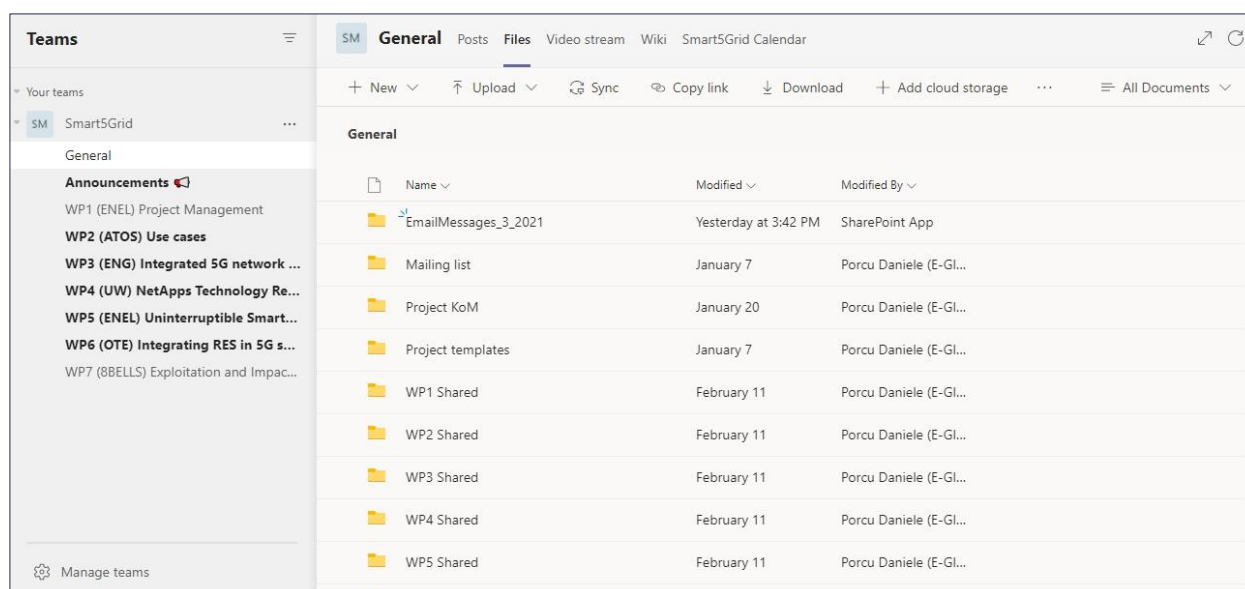 Teams
Your teams
SM Smart5Grid ...
General
Announcements
WP1 (ENEL) Project Management
WP2 (ATOS) Use cases
WP3 (ENG) Integrated 5G network ...
WP4 (UW) NetApps Technology Re...
WP5 (ENEL) Uninterruptible Smart...
WP6 (OTE) Integrating RES in 5G s...
WP7 (8BELLS) Exploitation and Impac...
Manage teams
SM General Posts Files Video stream Wiki Smart5Grid Calendar
New Upload Sync Copy link Download Add cloud storage ... All Documents
General
Name Modified Modified By
EmailMessages_3_2021 Yesterday at 3:42 PM SharePoint App
Mailing list January 7 Porcu Daniele (E-Gl...
Project KoM January 20 Porcu Daniele (E-Gl...
Project templates January 7 Porcu Daniele (E-Gl...
WP1 Shared February 11 Porcu Daniele (E-Gl...
WP2 Shared February 11 Porcu Daniele (E-Gl...
WP3 Shared February 11 Porcu Daniele (E-Gl...
WP4 Shared February 11 Porcu Daniele (E-Gl...
WP5 Shared February 11 Porcu Daniele (E-Gl...